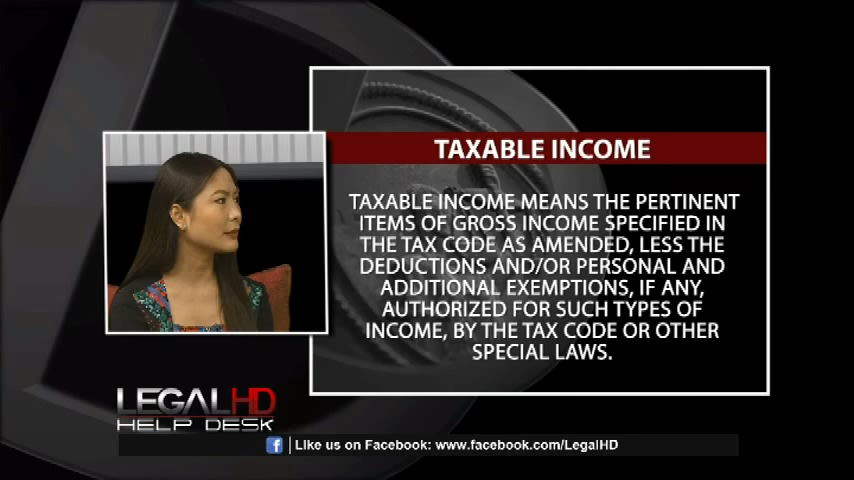 TAXABLE INCOME
TAXABLE INCOME MEANS THE PERTINENT
ITEMS OF GROSS INCOME SPECIFIED IN
THE TAX CODE AS AMENDED, LESS THE
DEDUCTIONS AND/OR PERSONAL AND
ADDITIONAL EXEMPTIONS, IF ANY,
AUTHORIZED FOR SUCH TYPES OF
INCOME, BY THE TAX CODE OR OTHER
SPECIAL LAWS.
LEGALHD
HELP DESK
f Like us on Facebook: www.facebook.com/LegalHD